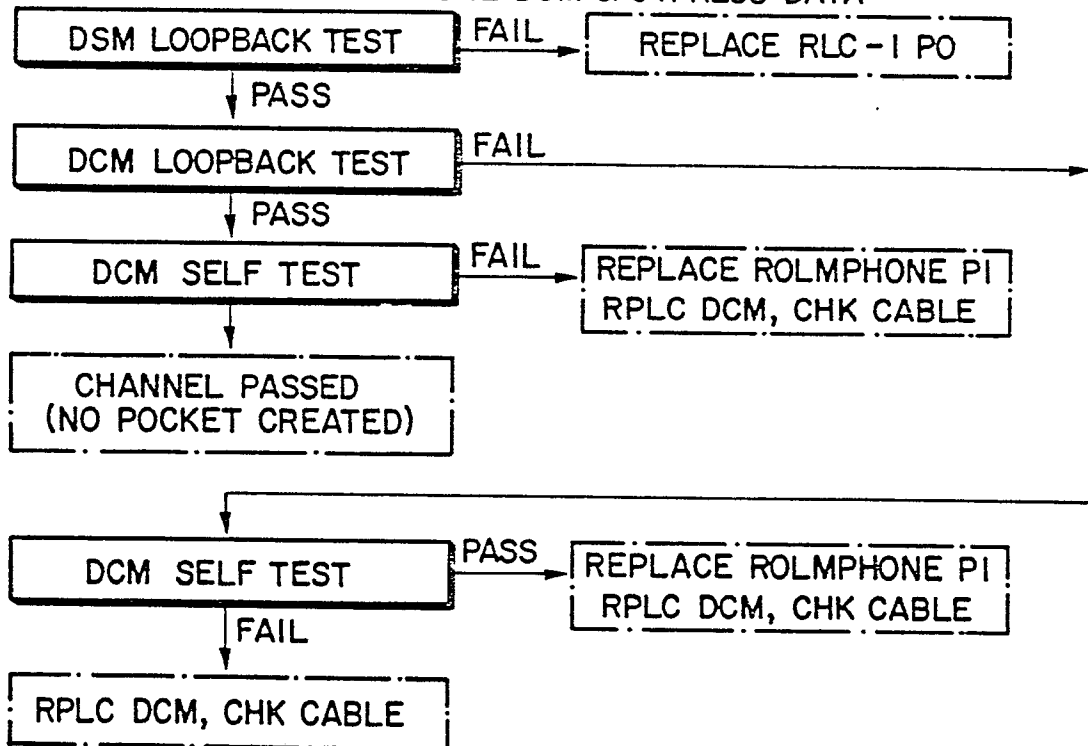 DSM LOOPBACK TEST
FAIL
REPLACE RLC-1 PO
PASS
DCM LOOPBACK TEST
FAIL
PASS
DCM SELF TEST
FAIL
REPLACE ROLMPHONE PI
RPLC DCM, CHK CABLE
CHANNEL PASSED
(NO POCKET CREATED)
DCM SELF TEST
PASS
REPLACE ROLMPHONE PI
RPLC DCM, CHK CABLE
FAIL
RPLC DCM, CHK CABLE